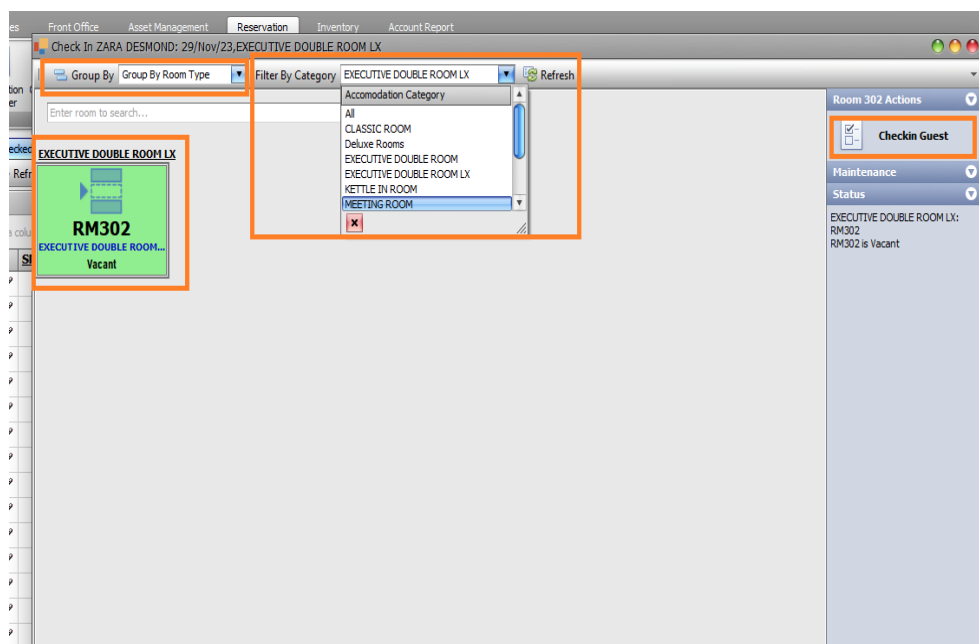 Front Office Asset Management Reservation Inventory Account Report
Check In ZARA DESMOND: 29/Nov/23,EXECUTIVE DOUBLE ROOM LX
Group By Group By Room Type Filter By Category EXECUTIVE DOUBLE ROOM LX Refresh
Enter room to search...
Accomodation Category
All
CLASSIC ROOM
Deluxe Rooms
EXECUTIVE DOUBLE ROOM
EXECUTIVE DOUBLE ROOM LX
KETTLE IN ROOM
MEETING ROOM
EXECUTIVE DOUBLE ROOM LX
RM302
EXECUTIVE DOUBLE ROOM...
Vacant
Room 302 Actions
Checkin Guest
Maintenance
Status
EXECUTIVE DOUBLE ROOM LX:
RM302
RM302 is Vacant